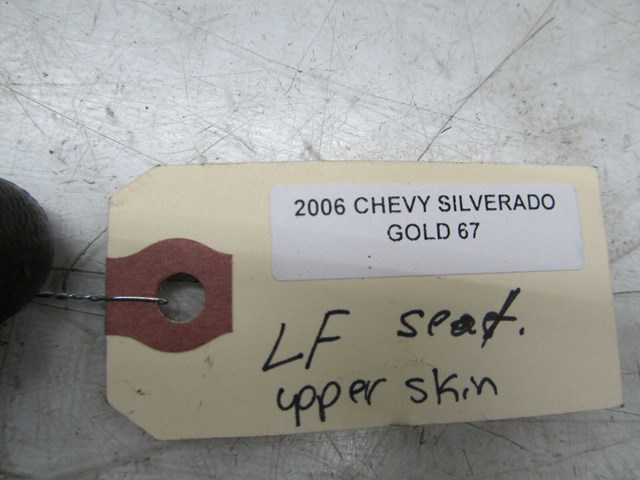 2006 CHEVY SILVERADO
GOLD 67
LF seat.
upper skin